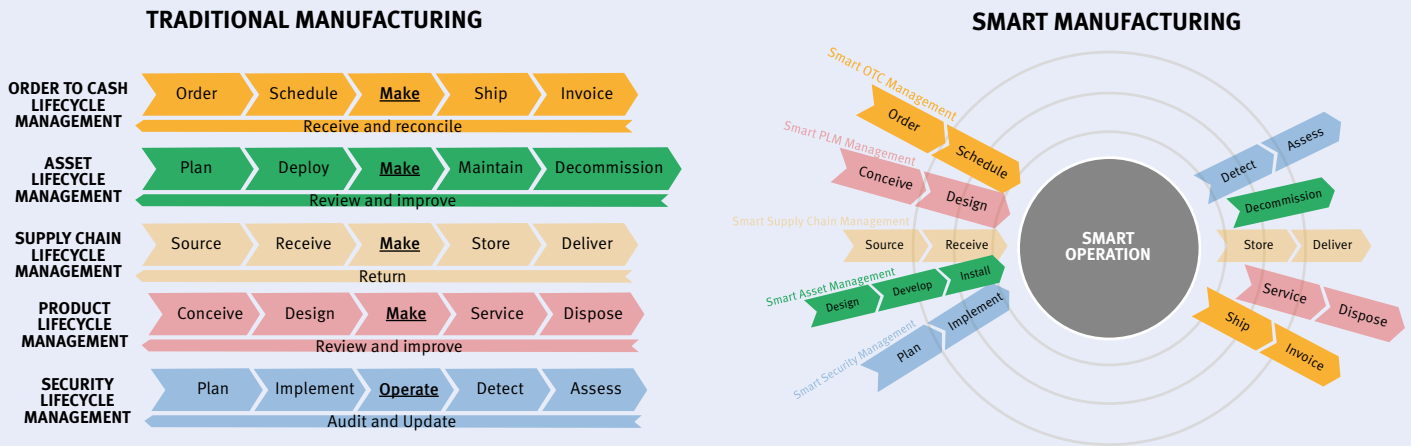 TRADITIONAL MANUFACTURING
ORDER TO CASH
LIFECYCLE
MANAGEMENT
Order Schedule Make Ship Invoice
Receive and reconcile
ASSET
LIFECYCLE
MANAGEMENT
Plan Deploy Make Maintain Decommission
Review and improve
SUPPLY CHAIN
LIFECYCLE
MANAGEMENT
Source Receive Make Store Deliver
Return
PRODUCT
LIFECYCLE
MANAGEMENT
Conceive Design Make Service Dispose
Review and improve
SECURITY
LIFECYCLE
MANAGEMENT
Plan Implement Operate Detect Assess
Audit and Update
SMART MANUFACTURING
Smart OTC Management
Order Schedule
Smart PLM Management
Conceive Design
Smart Supply Chain Management
Source Receive
Smart Asset Management
Design Develop Install
Smart Security Management
Plan Implement
SMART
OPERATION
Detect Assess
Decommission
Store Deliver
Service Dispose
Ship Invoice